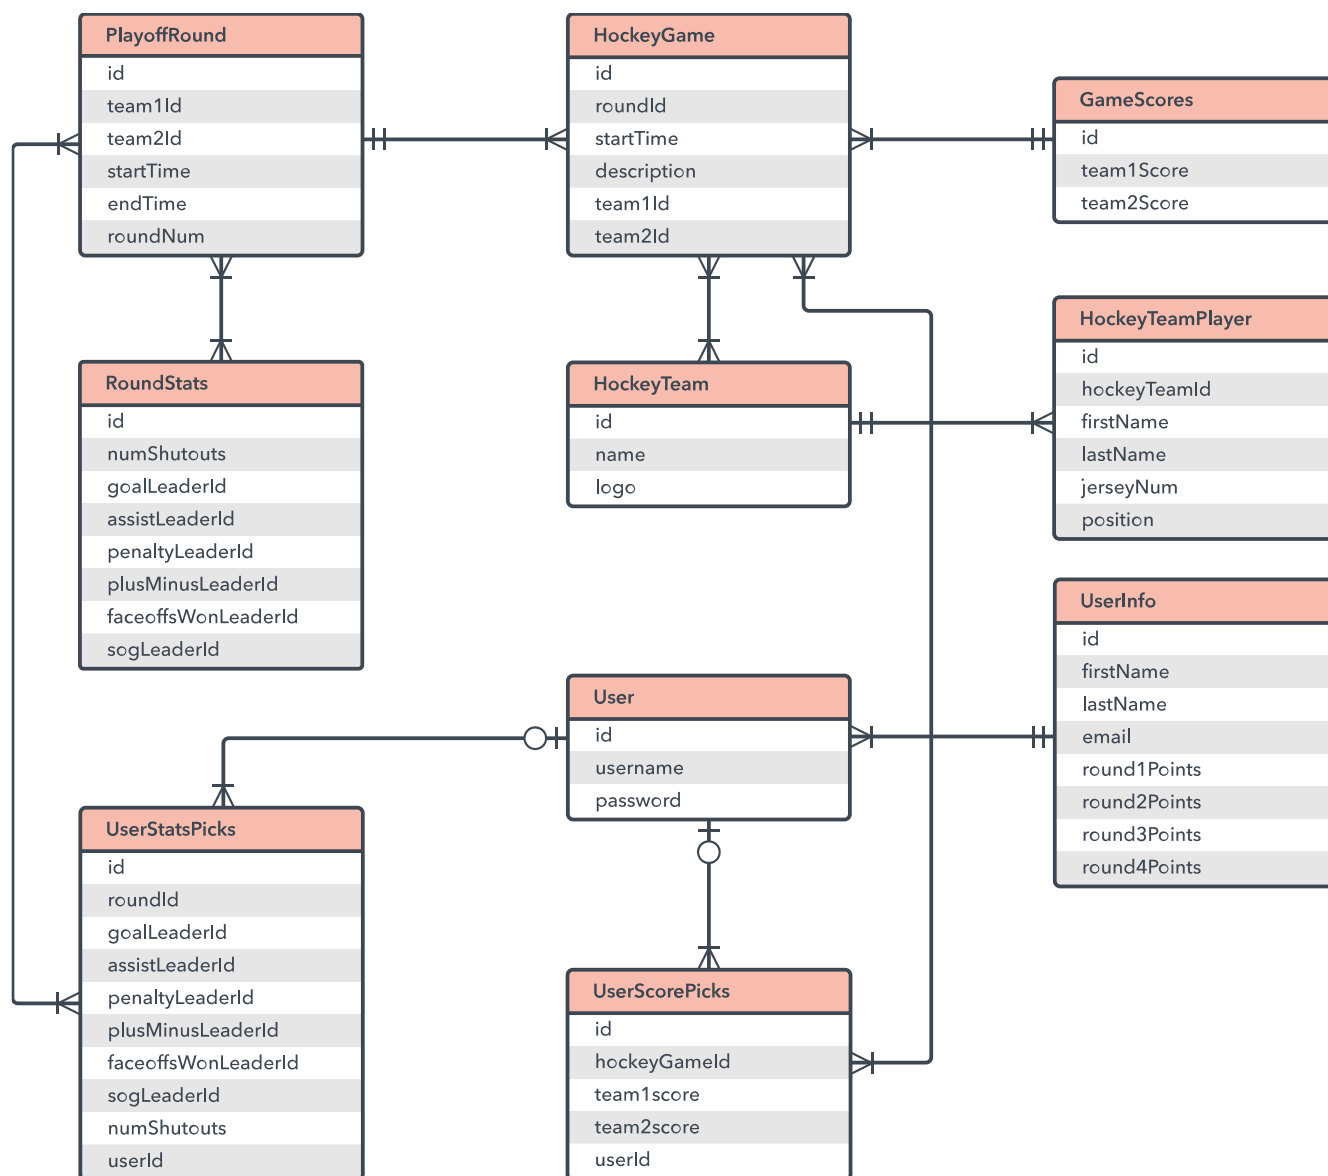 PlayoffRound
id
team1Id
team2Id
startTime
endTime
roundNum
HockeyGame
id
roundId
startTime
description
team1Id
team2Id
GameScores
id
team1Score
team2Score
RoundStats
id
numShutouts
goalLeaderId
assistLeaderId
penaltyLeaderId
plusMinusLeaderId
faceoffsWonLeaderId
sogLeaderId
HockeyTeam
id
name
logo
HockeyTeamPlayer
id
hockeyTeamId
firstName
lastName
jerseyNum
position
User
id
username
password
UserInfo
id
firstName
lastName
email
round1Points
round2Points
round3Points
round4Points
UserStatsPicks
id
roundId
goalLeaderId
assistLeaderId
penaltyLeaderId
plusMinusLeaderId
faceoffsWonLeaderId
sogLeaderId
numShutouts
userId
UserScorePicks
id
hockeyGameId
team1score
team2score
userId